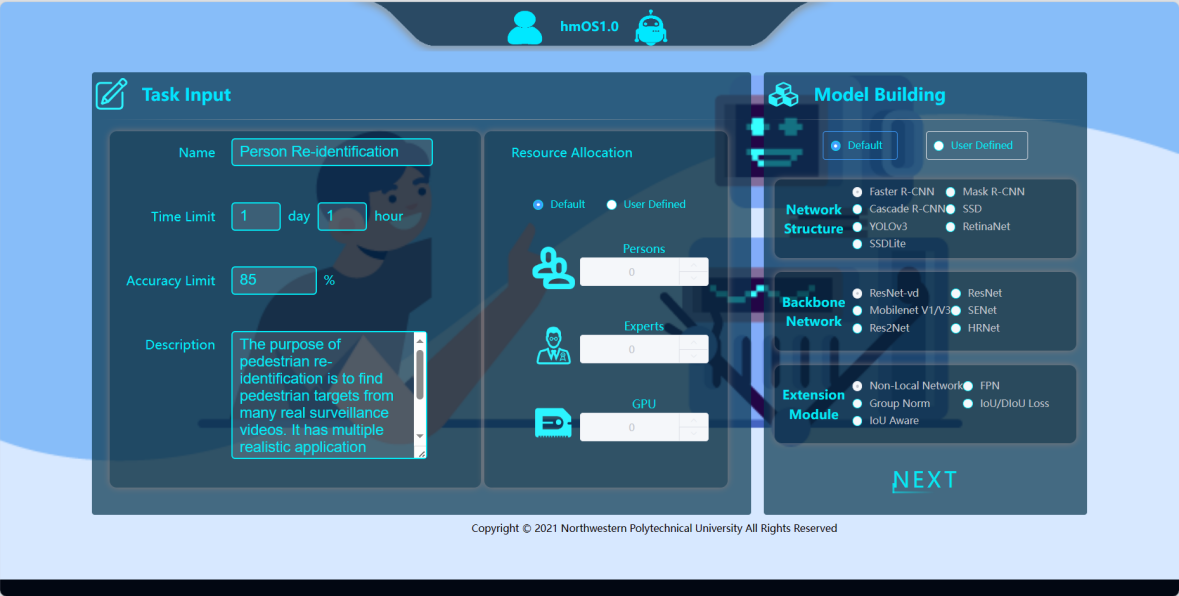 hmOS1.0
Task Input
Name
Person Re-identification
Time Limit
1 day 1 hour
Accuracy Limit
85 %
Description
The purpose of
pedestrian re-
identification is to find
pedestrian targets from
many real surveillance
videos. It has multiple
realistic application
Resource Allocation
Default User Defined
Persons
0
Experts
0
GPU
0
Model Building
Default User Defined
Network
Structure
Faster R-CNN Mask R-CNN
Cascade R-CNN SSD
YOLOv3 RetinaNet
SSDLite
Backbone
Network
ResNet-vd ResNet
Mobilenet V1/V3 SENet
Res2Net HRNet
Extension
Module
Non-Local Network FPN
Group Norm IoU/DIoU Loss
IoU Aware
NEXT
Copyright © 2021 Northwestern Polytechnical University All Rights Reserved